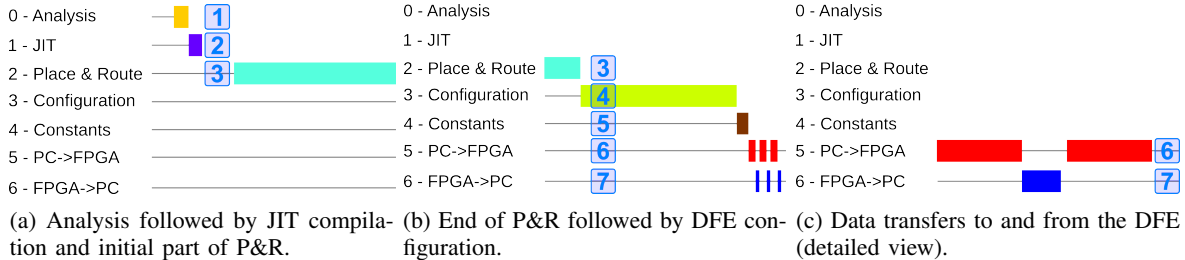 0 - Analysis 1
1 - JIT 2
2 - Place & Route 3
3 - Configuration
4 - Constants
5 - PC->FPGA
6 - FPGA->PC
(a) Analysis followed by JIT compila-
tion and initial part of P&R.
0 - Analysis
1 - JIT
2 - Place & Route 3
3 - Configuration 4
4 - Constants 5
5 - PC->FPGA 6
6 - FPGA->PC 7
(b) End of P&R followed by DFE con-
figuration.
0 - Analysis
1 - JIT
2 - Place & Route
3 - Configuration
4 - Constants
5 - PC->FPGA 6
6 - FPGA->PC 7
(c) Data transfers to and from the DFE
(detailed view).